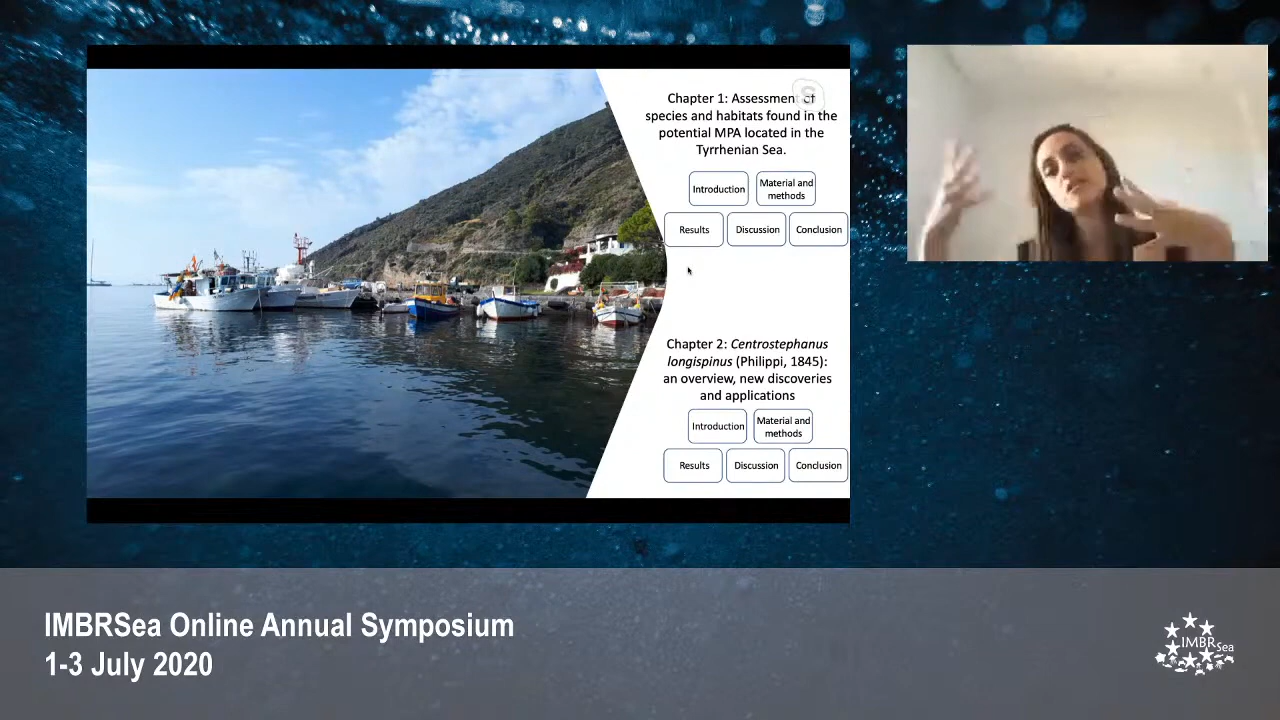 Chapter 1: Assessment of
species and habitats found in the
potential MPA located in the
Tyrrhenian Sea.
Introduction
Material and
methods
Results
Discussion
Conclusion
Chapter 2: Centrostephanus
longispinus (Philippi, 1845):
an overview, new discoveries
and applications
Introduction
Material and
methods
Results
Discussion
Conclusion
IMBRSea Online Annual Symposium
1-3 July 2020
IMBRSea